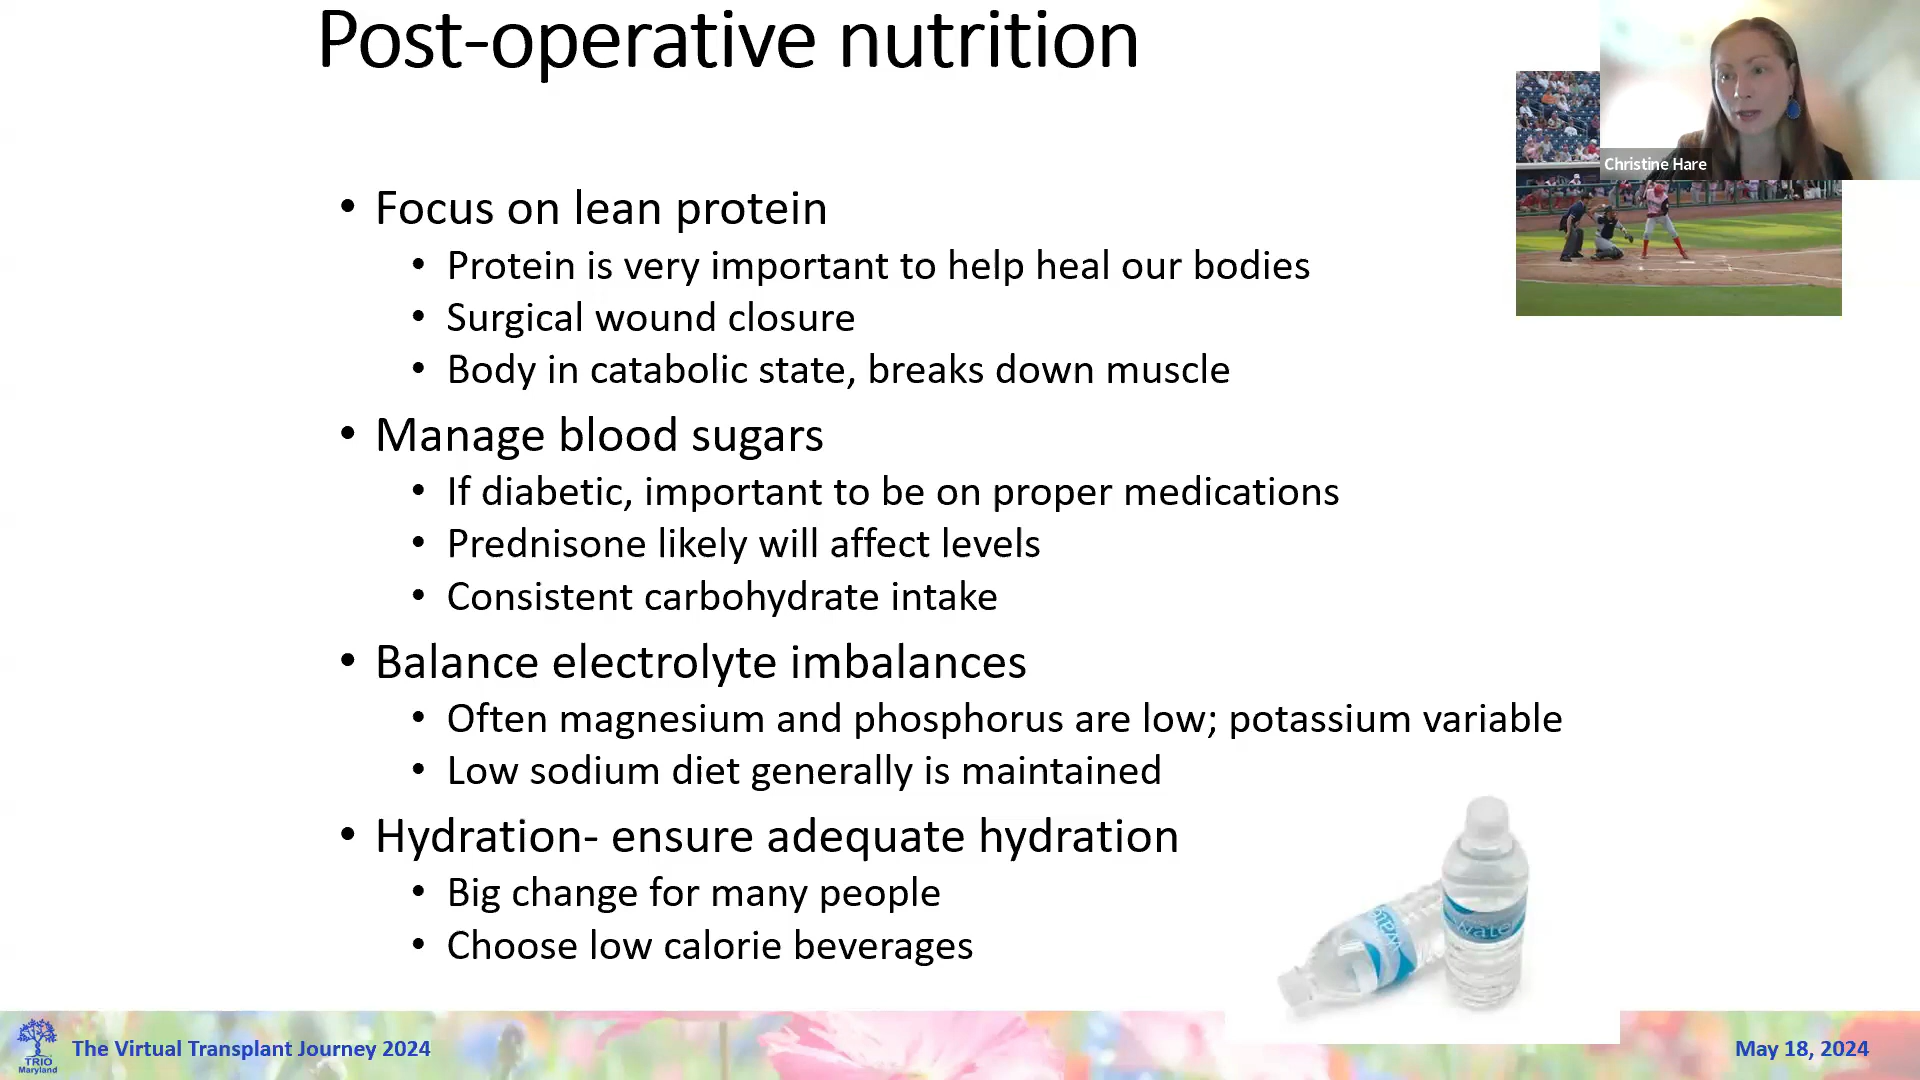 Post-operative nutrition
Christine Hare
• Focus on lean protein
• Protein is very important to help heal our bodies
• Surgical wound closure
• Body in catabolic state, breaks down muscle
• Manage blood sugars
• If diabetic, important to be on proper medications
• Prednisone likely will affect levels
• Consistent carbohydrate intake
• Balance electrolyte imbalances
• Often magnesium and phosphorus are low; potassium variable
• Low sodium diet generally is maintained
• Hydration- ensure adequate hydration
• Big change for many people
• Choose low calorie beverages
water
water
TRIO
Maryland
The Virtual Transplant Journey 2024
May 18, 2024